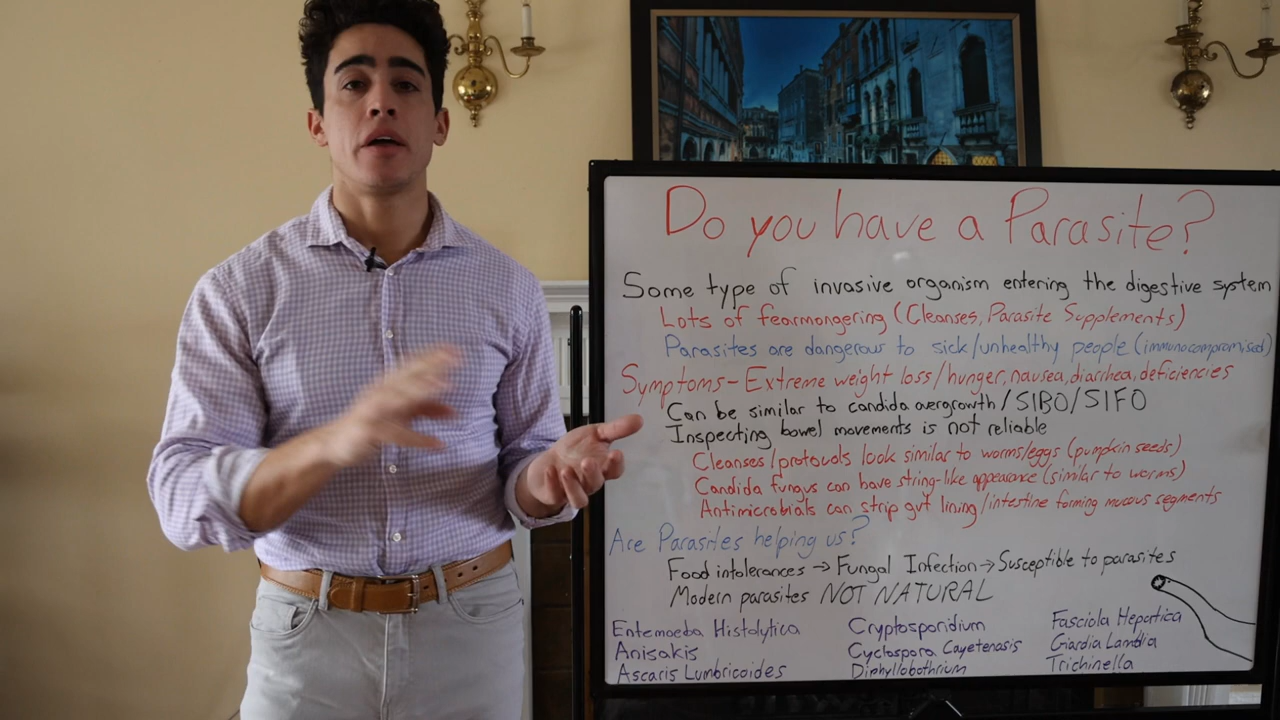 Do you have a Parasite?
Some type of invasive organism entering the digestive system
Lots of fearmongering (Cleanses, Parasite Supplements)
Parasites are dangerous to sick/unhealthy people (immunocompromised)
Symptoms- Extreme weight loss/hunger, nausea, diarrhea, deficiencies
Can be similar to candida overgrowth/SIBO/SIFO
Inspecting bowel movements is not reliable
Cleanses/protocols look similar to worms/eggs (pumpkin seeds)
Candida fungus can have string-like appearance (similar to worms)
Antimicrobials can strip gut lining/intestine forming mucous segments
Are Parasites helping us?
Food intolerances → Fungal Infection → Susceptible to parasites
Modern parasites NOT NATURAL
Entemoeba Histolytica
Anisakis
Ascaris Lumbricoides
Cryptosporidium
Cyclospora Cayetenasis
Diphyllobothrium
Fasciola Hepatica
Giardia Lamblia
Trichinella